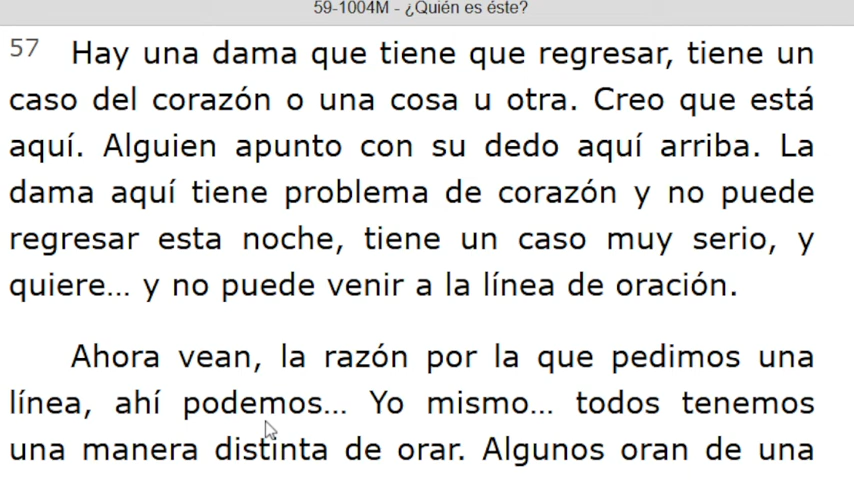 59-1004M - ¿Quién es éste?
57 Hay una dama que tiene que regresar, tiene un
caso del corazón o una cosa u otra. Creo que está
aquí. Alguien apunto con su dedo aquí arriba. La
dama aquí tiene problema de corazón y no puede
regresar esta noche, tiene un caso muy serio, y
quiere… y no puede venir a la línea de oración.
Ahora vean, la razón por la que pedimos una
línea, ahí podemos… Yo mismo… todos tenemos
una manera distinta de orar. Algunos oran de una